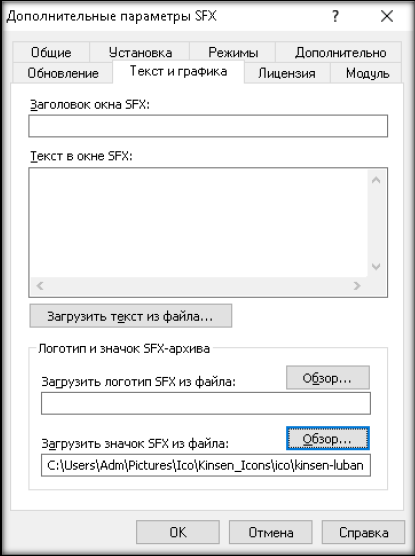 Дополнительные параметры SFX
Общие Установка Режимы Дополнительно
Обновление Текст и графика Лицензия Модуль
Заголовок окна SFX:
Текст в окне SFX:
Загрузить текст из файла...
Логотип и значок SFX-архива
Загрузить логотип SFX из файла:
Обзор...
Загрузить значок SFX из файла:
Обзор...
C:\Users\Adm\Pictures\Ico\Kinsen_Icons\ico\kinsen-luban
OK Отмена Справка